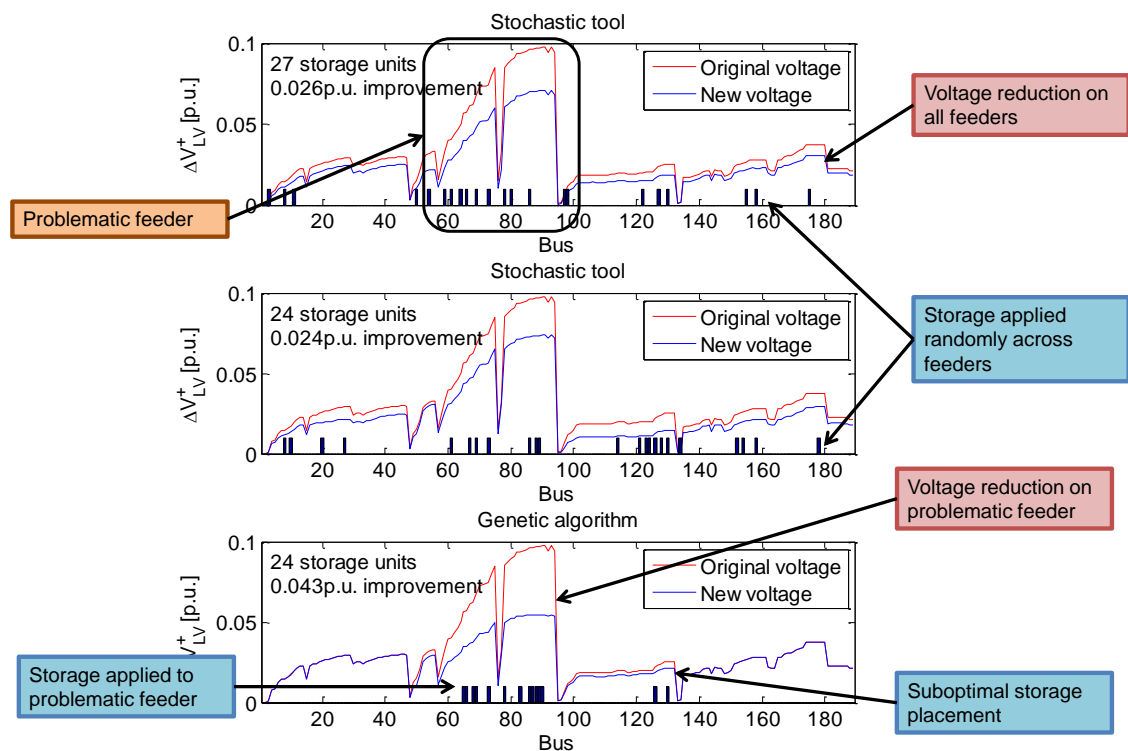 Stochastic tool
0.1
0.05
0
ΔV⁺LV [p.u.]
27 storage units
0.026p.u. improvement
Original voltage
New voltage
20 40 60 80 100 120 140 160 180
Bus
Problematic feeder
Voltage reduction on
all feeders
Stochastic tool
0.1
0.05
0
ΔV⁺LV [p.u.]
24 storage units
0.024p.u. improvement
Original voltage
New voltage
20 40 60 80 100 120 140 160 180
Bus
Storage applied
randomly across
feeders
Genetic algorithm
0.1
0.05
0
V⁺LV [p.u.]
24 storage units
0.043p.u. improvement
Original voltage
New voltage
20 40 60 80 100 120 140 160 180
Bus
Voltage reduction on
problematic feeder
Storage applied to
problematic feeder
Suboptimal storage
placement